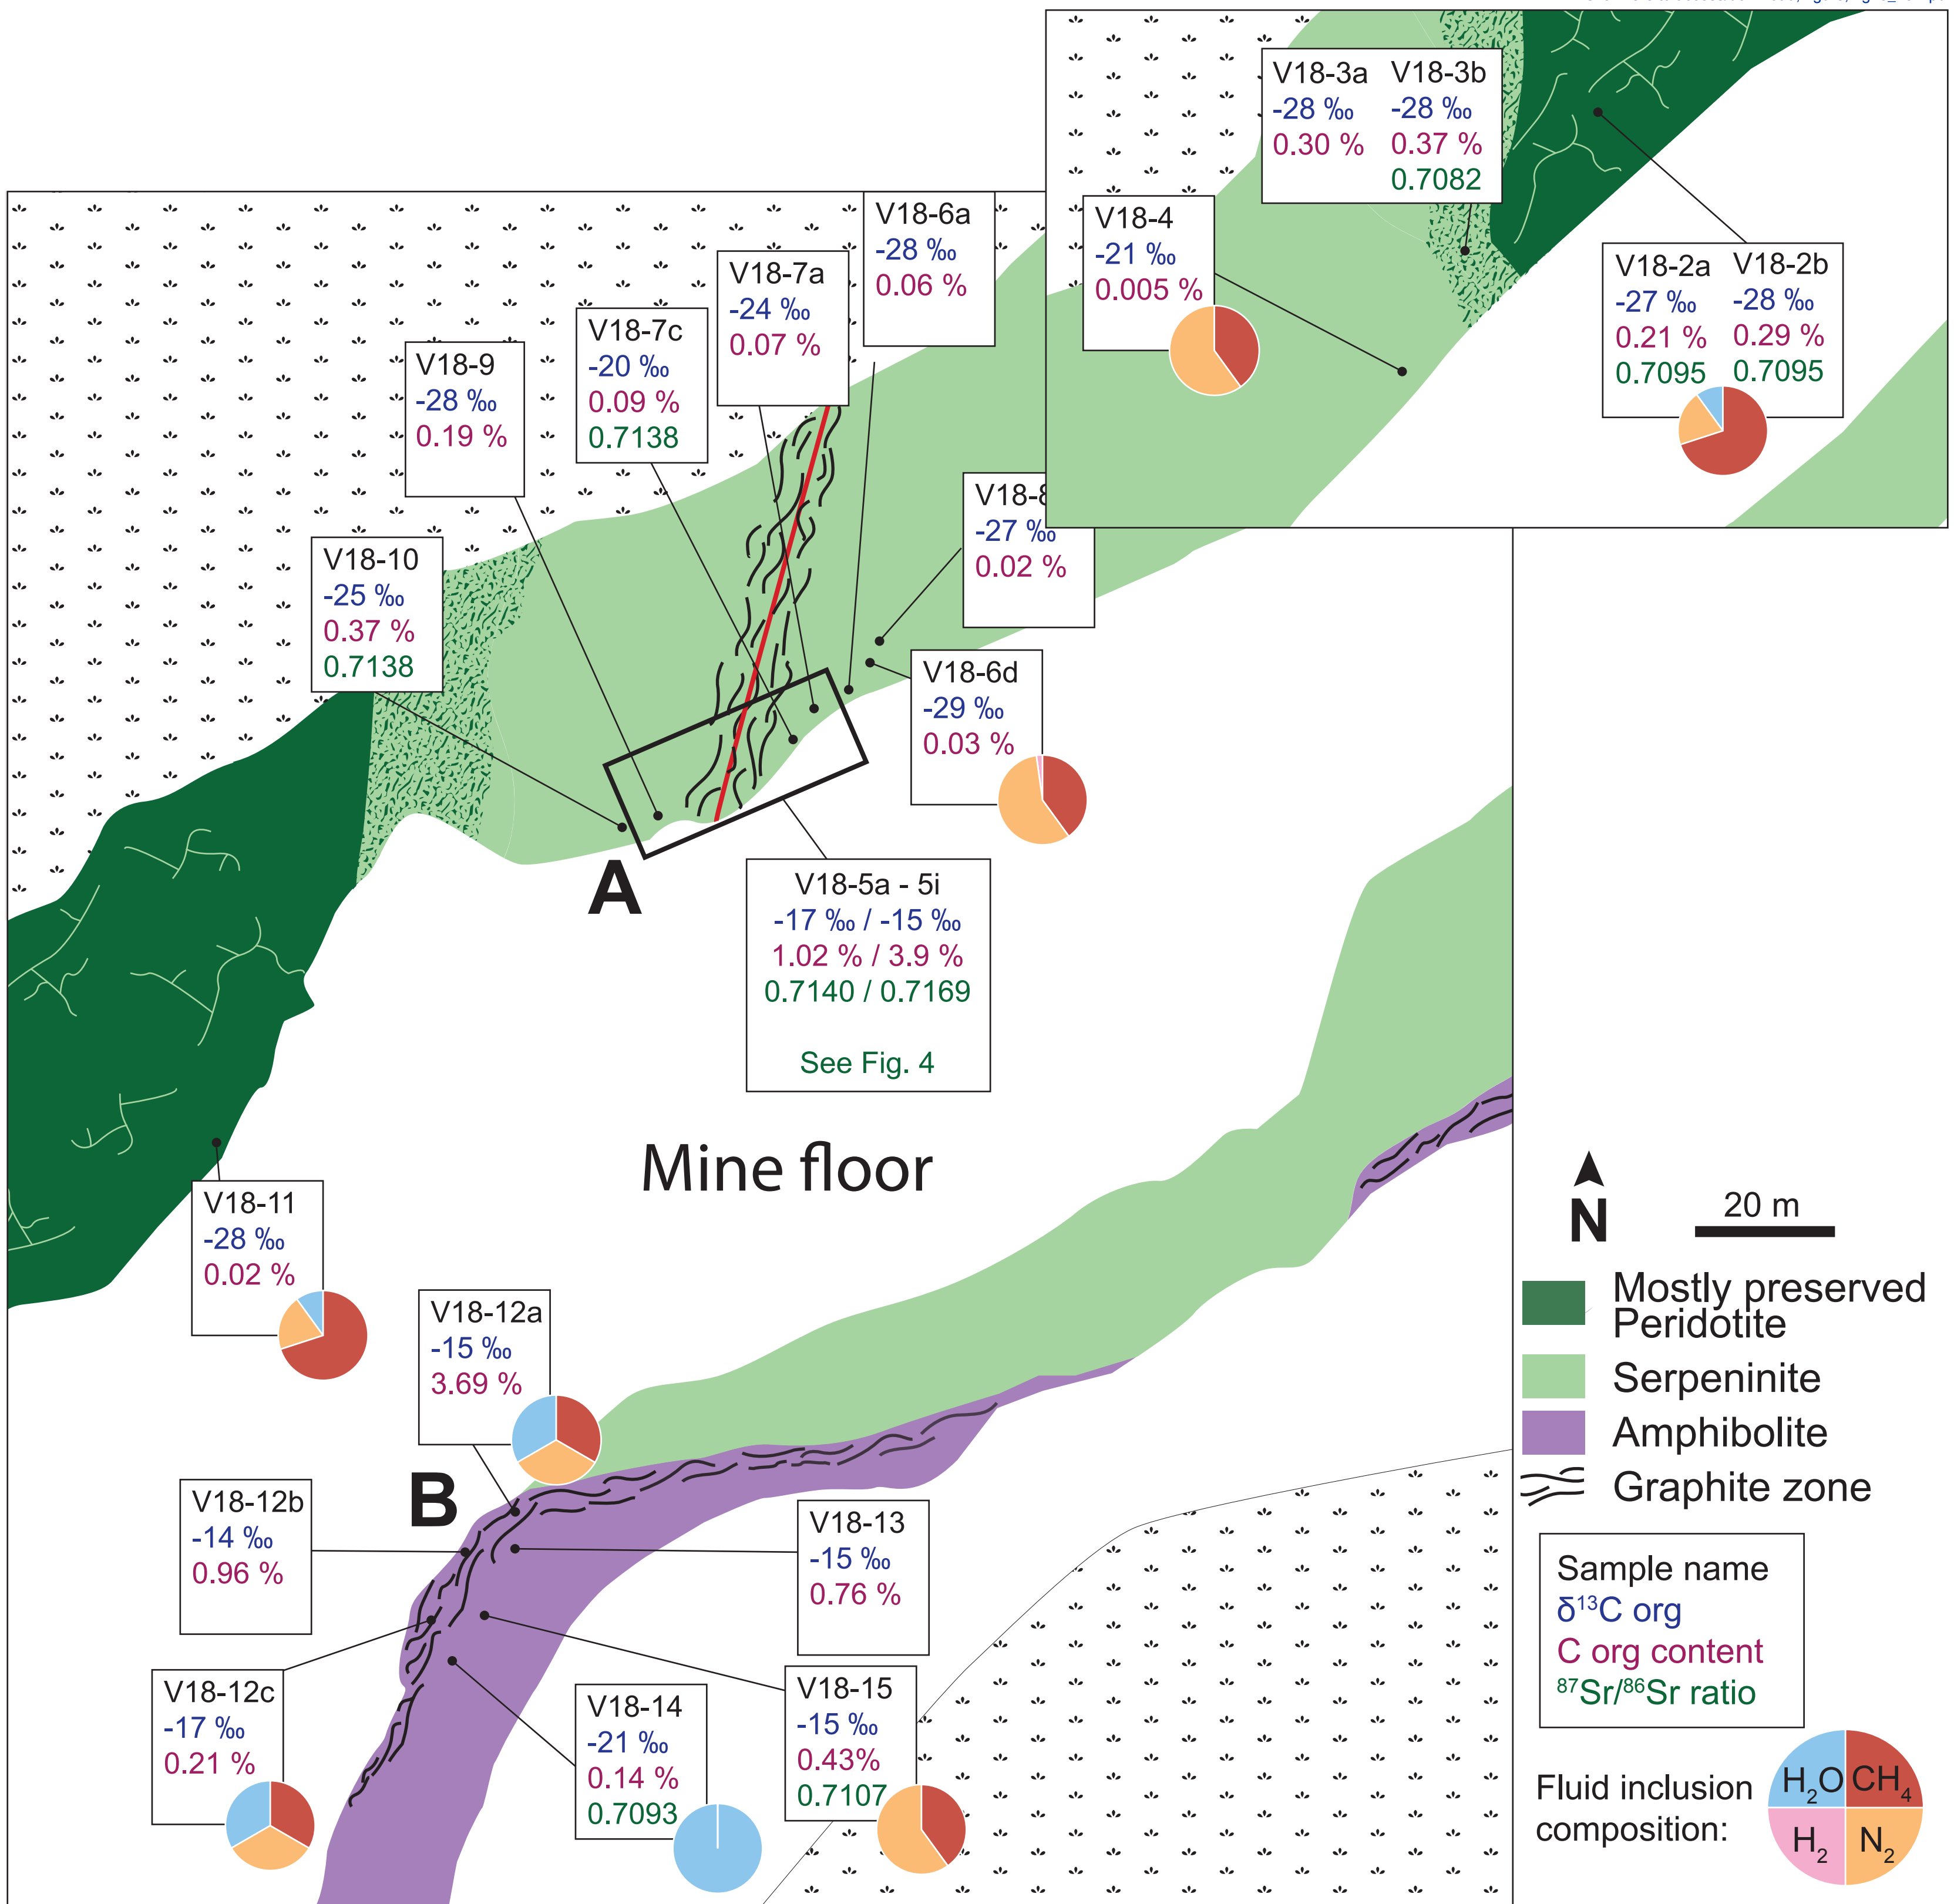 V18-3a V18-3b
-28 ‰ -28 ‰
0.30 % 0.37 %
0.7082
V18-4
-21 ‰
0.005 %
V18-2a V18-2b
-27 ‰ -28 ‰
0.21 % 0.29 %
0.7095 0.7095
V18-6a
-28 ‰
0.06 %
V18-7a
-24 ‰
0.07 %
V18-7c
-20 ‰
0.09 %
0.7138
V18-9
-28 ‰
0.19 %
V18-8
-27 ‰
0.02 %
V18-10
-25 ‰
0.37 %
0.7138
V18-6d
-29 ‰
0.03 %
A
V18-5a - 5i
-17 ‰ / -15 ‰
1.02 % / 3.9 %
0.7140 / 0.7169
See Fig. 4
Mine floor
V18-11
-28 ‰
0.02 %
V18-12a
-15 ‰
3.69 %
B
V18-12b
-14 ‰
0.96 %
V18-13
-15 ‰
0.76 %
V18-12c
-17 ‰
0.21 %
V18-14
-21 ‰
0.14 %
0.7093
V18-15
-15 ‰
0.43%
0.7107
N
20 m
Mostly preserved
Peridotite
Serpeninite
Amphibolite
Graphite zone
Sample name
δ¹³C org
C org content
⁸⁷Sr/⁸⁶Sr ratio
Fluid inclusion
composition:
H₂O CH₄
H₂ N₂